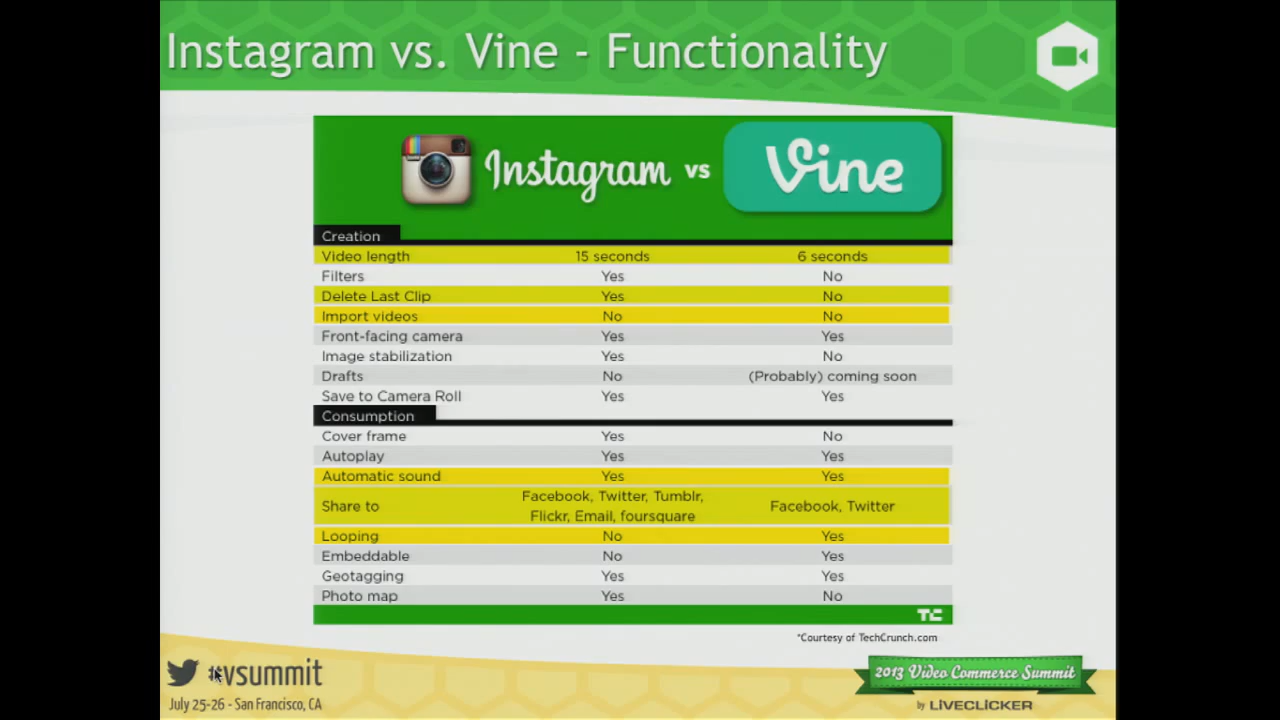 Instagram vs. Vine - Functionality
Instagram vs Vine
Creation
Video length 15 seconds 6 seconds
Filters Yes No
Delete Last Clip Yes No
Import videos No No
Front-facing camera Yes Yes
Image stabilization Yes No
Drafts No (Probably) coming soon
Save to Camera Roll Yes Yes
Consumption
Cover frame Yes No
Autoplay Yes Yes
Automatic sound Yes Yes
Share to Facebook, Twitter, Tumblr, Facebook, Twitter
Flickr, Email, foursquare
Looping No Yes
Embeddable No Yes
Geotagging Yes Yes
Photo map Yes No
TC
*Courtesy of TechCrunch.com
#vsummit
July 25-26 - San Francisco, CA
2013 Video Commerce Summit
by LIVECLICKER